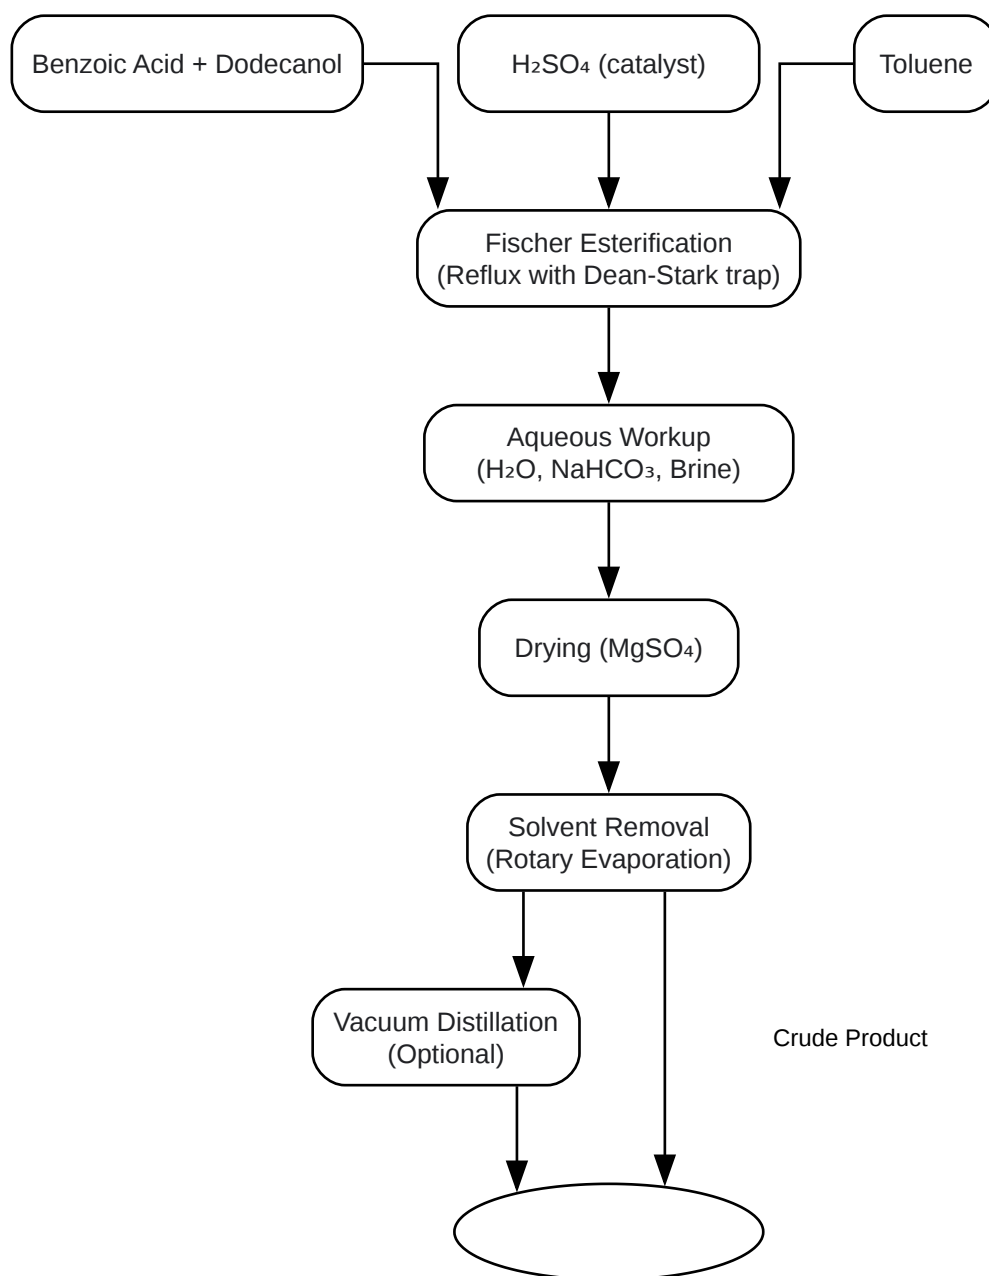 Benzoic Acid + Dodecanol
H₂SO₄ (catalyst)
Toluene
Fischer Esterification
(Reflux with Dean-Stark trap)
Aqueous Workup
(H₂O, NaHCO₃, Brine)
Drying (MgSO₄)
Solvent Removal
(Rotary Evaporation)
Vacuum Distillation
(Optional)
Crude Product